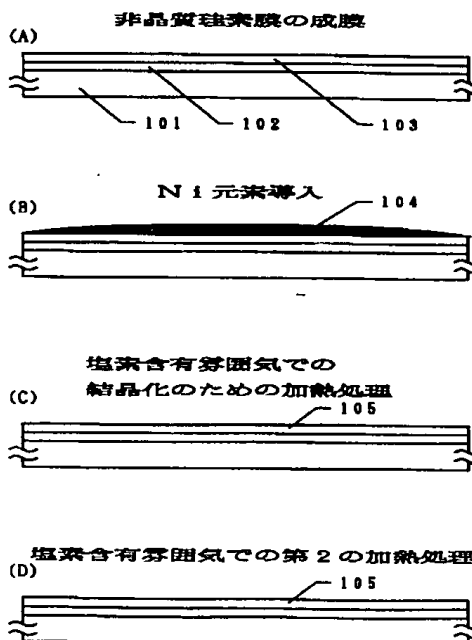 非晶質珪素膜の成膜
(A)
101 102 103
Ni元素導入
(B)
104
塩素含有雰囲気での
結晶化のための加熱処理
(C)
105
塩素含有雰囲気での第2の加熱処理
(D)
105